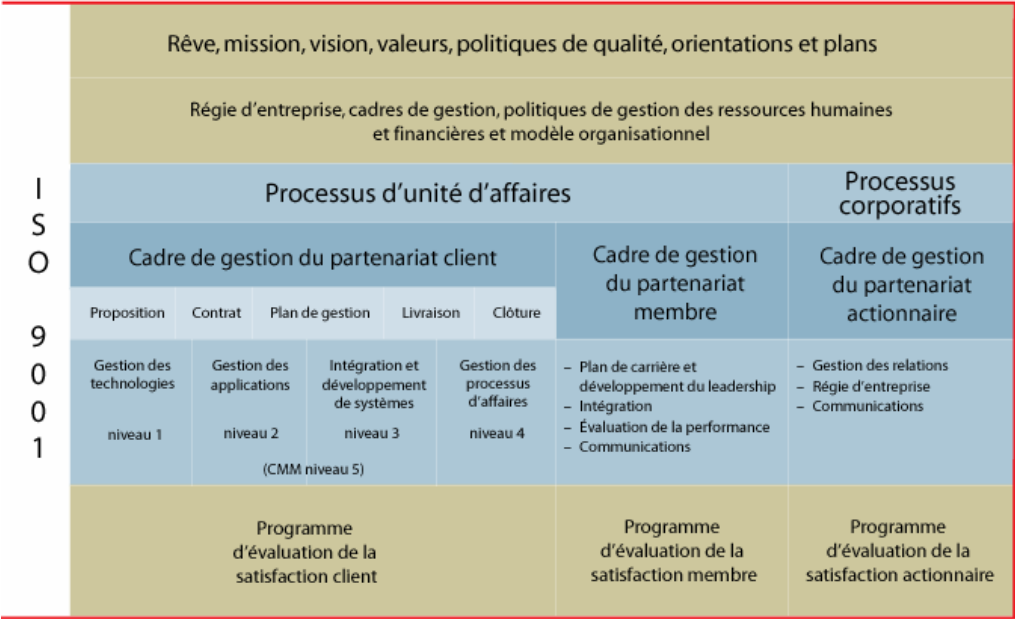 Rêve, mission, vision, valeurs, politiques de qualité, orientations et plans
Régie d'entreprise, cadres de gestion, politiques de gestion des ressources humaines
et financières et modèle organisationnel
ISO 9001
Processus d'unité d'affaires
Processus
corporatifs
Cadre de gestion du partenariat client
Cadre de gestion
du partenariat
membre
Cadre de gestion
du partenariat
actionnaire
Proposition
Contrat
Plan de gestion
Livraison
Clôture
Gestion des
technologies
niveau 1
Gestion des
applications
niveau 2
Intégration et
développement
de systèmes
niveau 3
Gestion des
processus
d'affaires
niveau 4
(CMM niveau 5)
– Plan de carrière et
développement du leadership
– Intégration
– Évaluation de la performance
– Communications
– Gestion des relations
– Régie d'entreprise
– Communications
Programme
d'évaluation de la
satisfaction client
Programme
d'évaluation de la
satisfaction membre
Programme
d'évaluation de la
satisfaction actionnaire